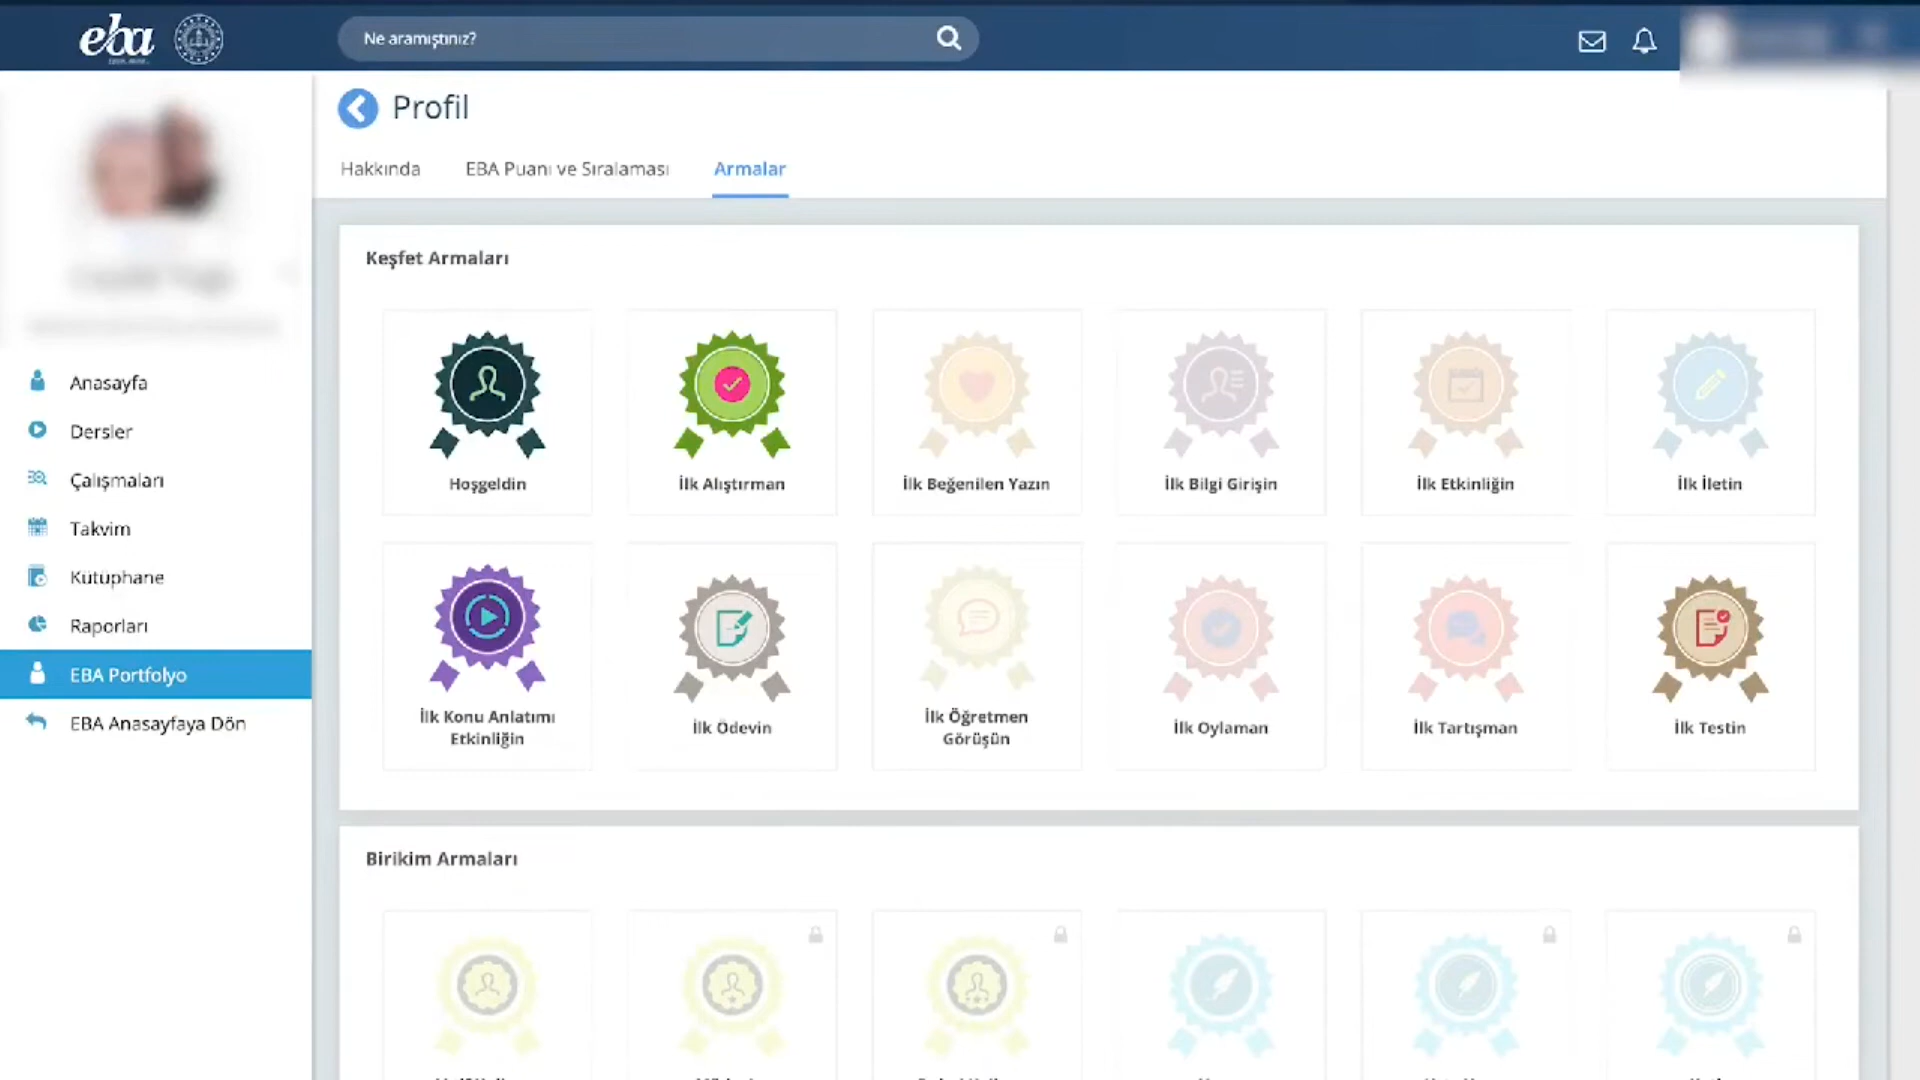 eba
Ne aramıştınız?
Profil
Hakkında
EBA Puanı ve Sıralaması
Armalar
Anasayfa
Dersler
Çalışmaları
Takvim
Kütüphane
Raporları
EBA Portfolyo
EBA Anasayfaya Dön
Keşfet Armaları
Hoşgeldin
İlk Alıştırman
İlk Beğenilen Yazın
İlk Bilgi Girişin
İlk Etkinliğin
İlk İletin
İlk Konu Anlatımı
Etkinliğin
İlk Ödevin
İlk Öğretmen
Görüşün
İlk Oylaman
İlk Tartışman
İlk Testin
Birikim Armaları